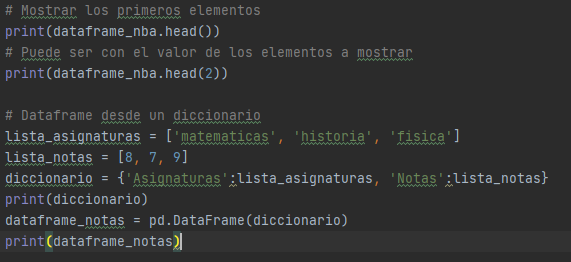 # Mostrar los primeros elementos
print(dataframe_nba.head())
# Puede ser con el valor de los elementos a mostrar
print(dataframe_nba.head(2))
# Dataframe desde un diccionario
lista_asignaturas = ['matematicas', 'historia', 'fisica']
lista_notas = [8, 7, 9]
diccionario = {'Asignaturas':lista_asignaturas, 'Notas':lista_notas}
print(diccionario)
dataframe_notas = pd.DataFrame(diccionario)
print(dataframe_notas)